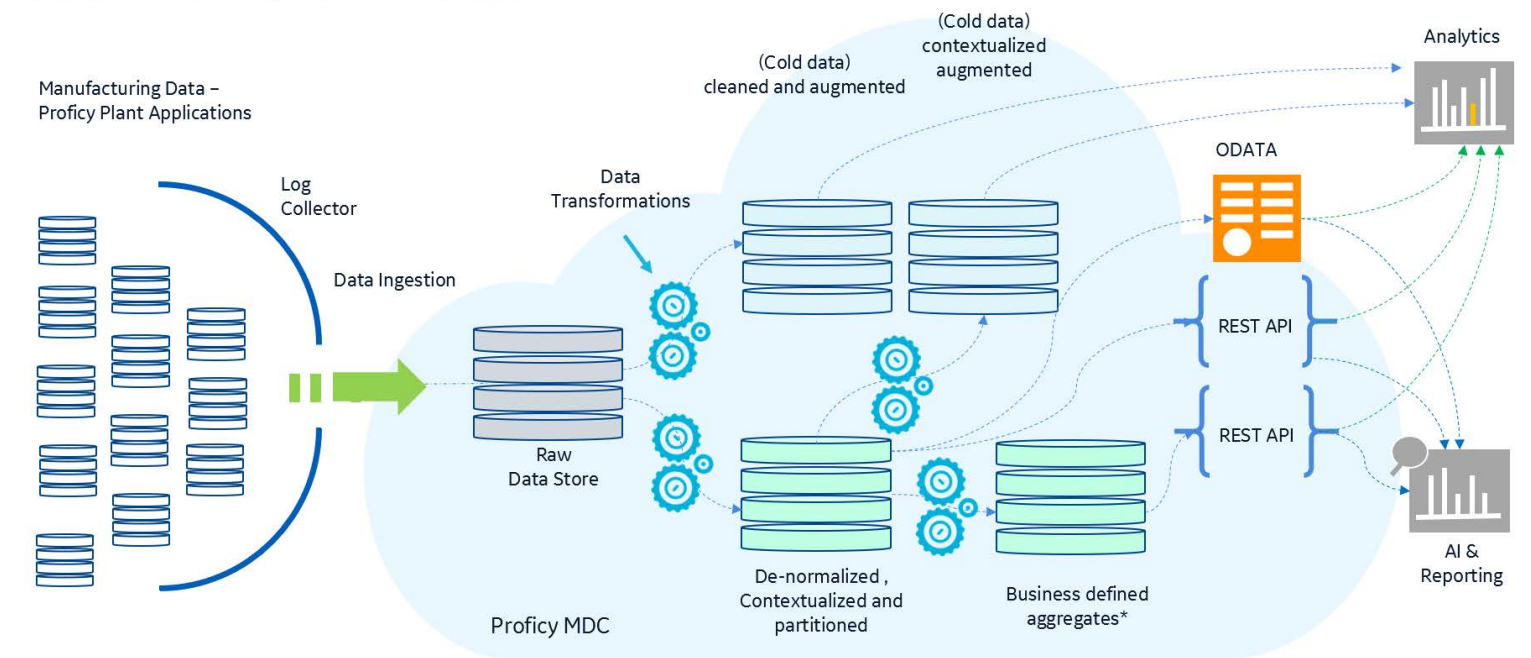 (Cold data)
contextualized
augmented
Analytics
(Cold data)
cleaned and augmented
Manufacturing Data –
Proficy Plant Applications
ODATA
Log
Collector
Data
Transformations
Data Ingestion
REST API
REST API
Raw
Data Store
AI &
Reporting
De-normalized ,
Contextualized and
partitioned
Business defined
aggregates*
Proficy MDC